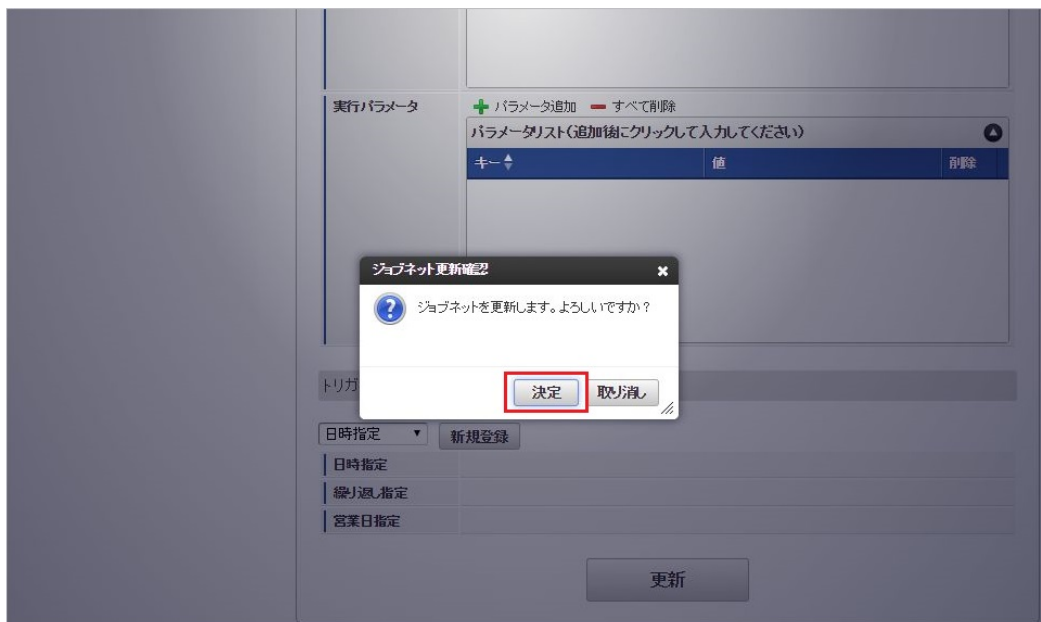 実行パラメータ
パラメータ追加 すべて削除
パラメータリスト(追加後にクリックして入力してください)
キー 値 削除
ジョブネット更新確認
ジョブネットを更新します。よろしいですか?
決定 取り消し
トリガ
日時指定 新規登録
日時指定
繰り返し指定
営業日指定
更新